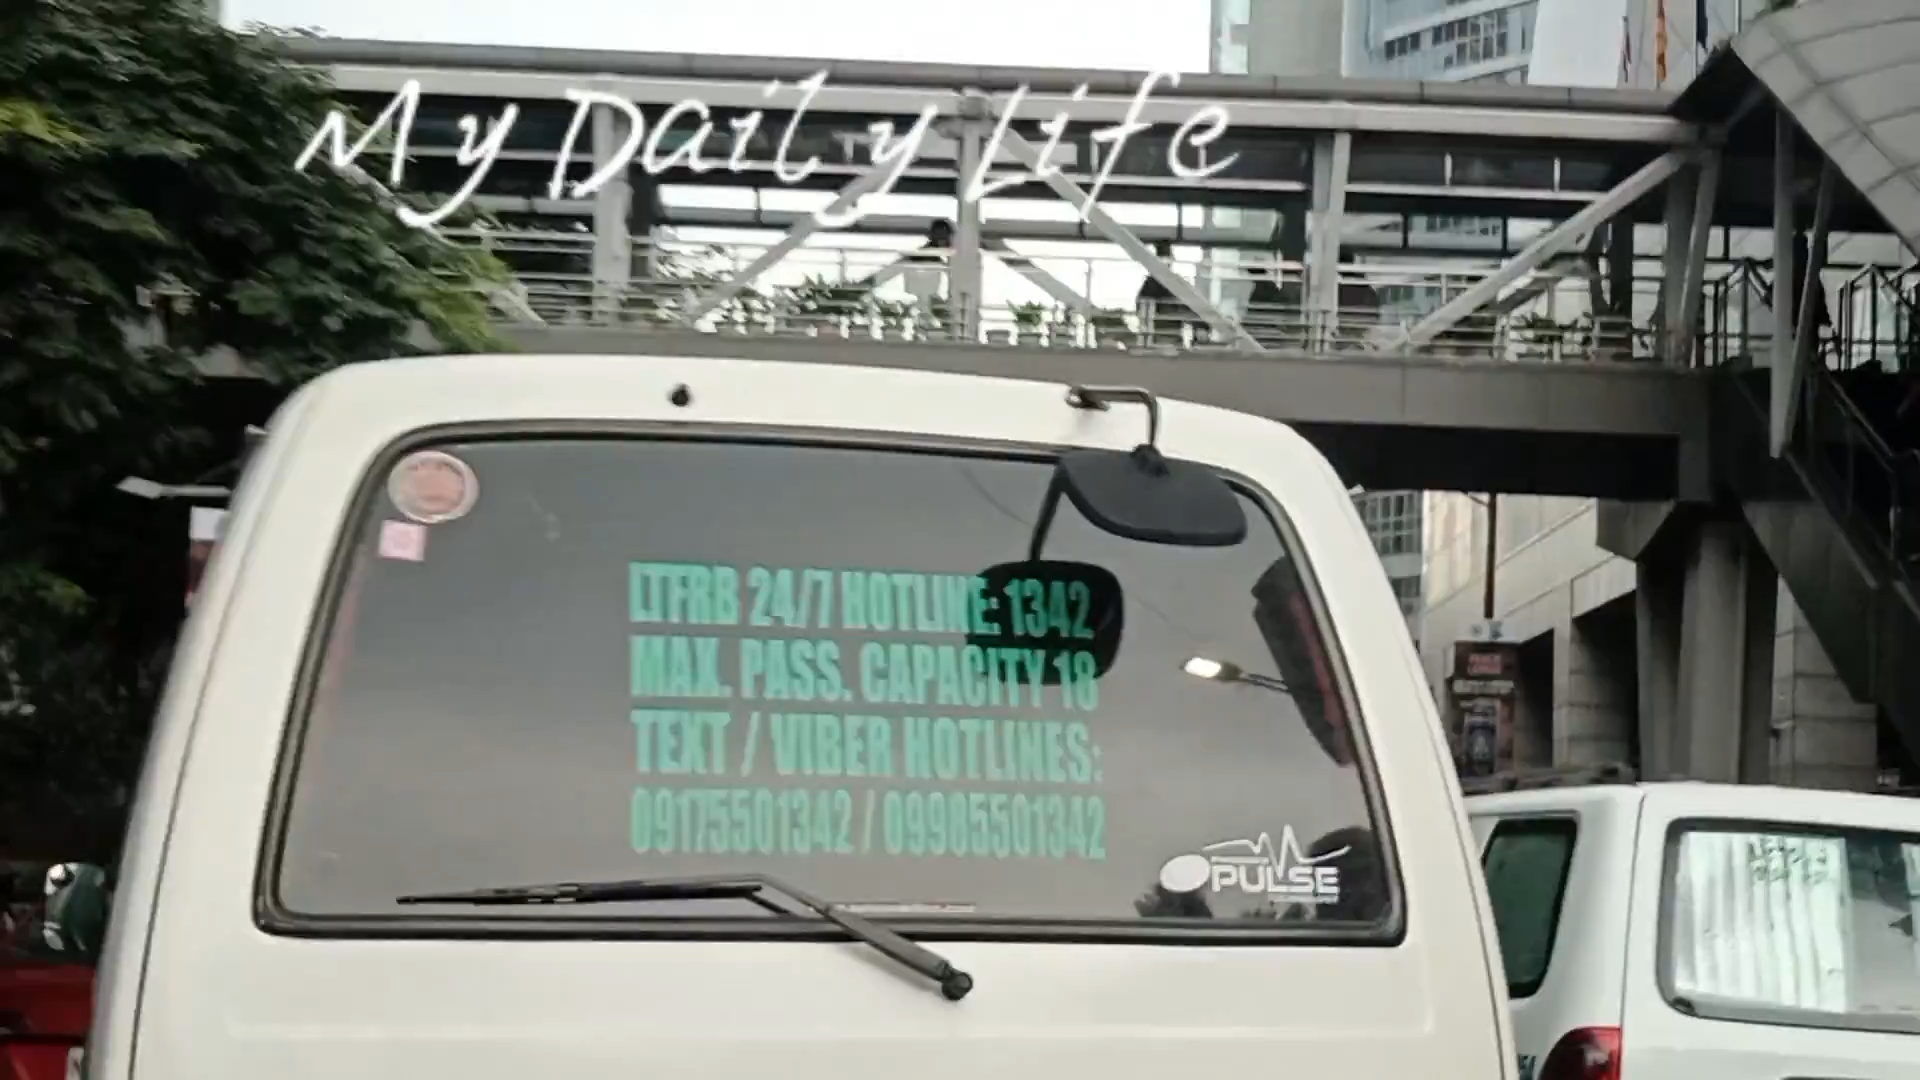 My Daily Life
LTFRB 24/7 HOTLINE: 1342
MAX. PASS. CAPACITY 18
TEXT / VIBER HOTLINES:
09175501342 / 09985501342
PULSE